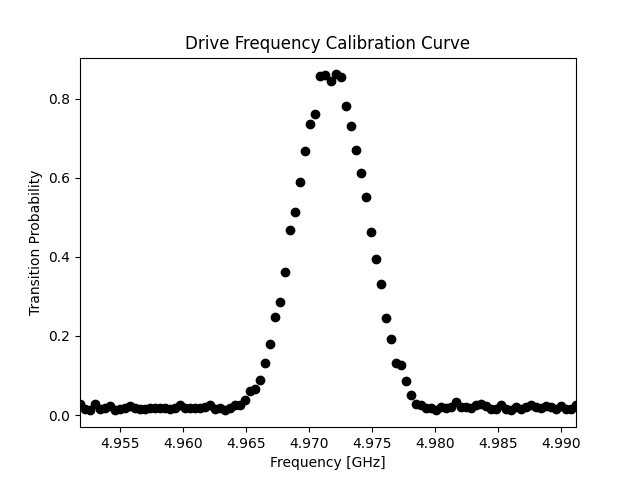 Drive Frequency Calibration Curve
Transition Probability
0.8
0.6
0.4
0.2
0.0
4.955 4.960 4.965 4.970 4.975 4.980 4.985 4.990
Frequency [GHz]